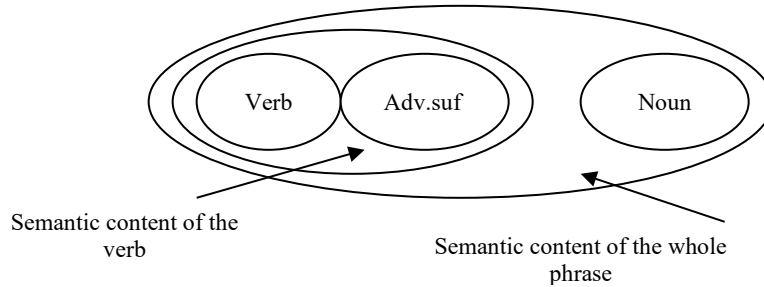 Verb
Adv.suf
Noun
Semantic content of the
verb
Semantic content of the whole
phrase